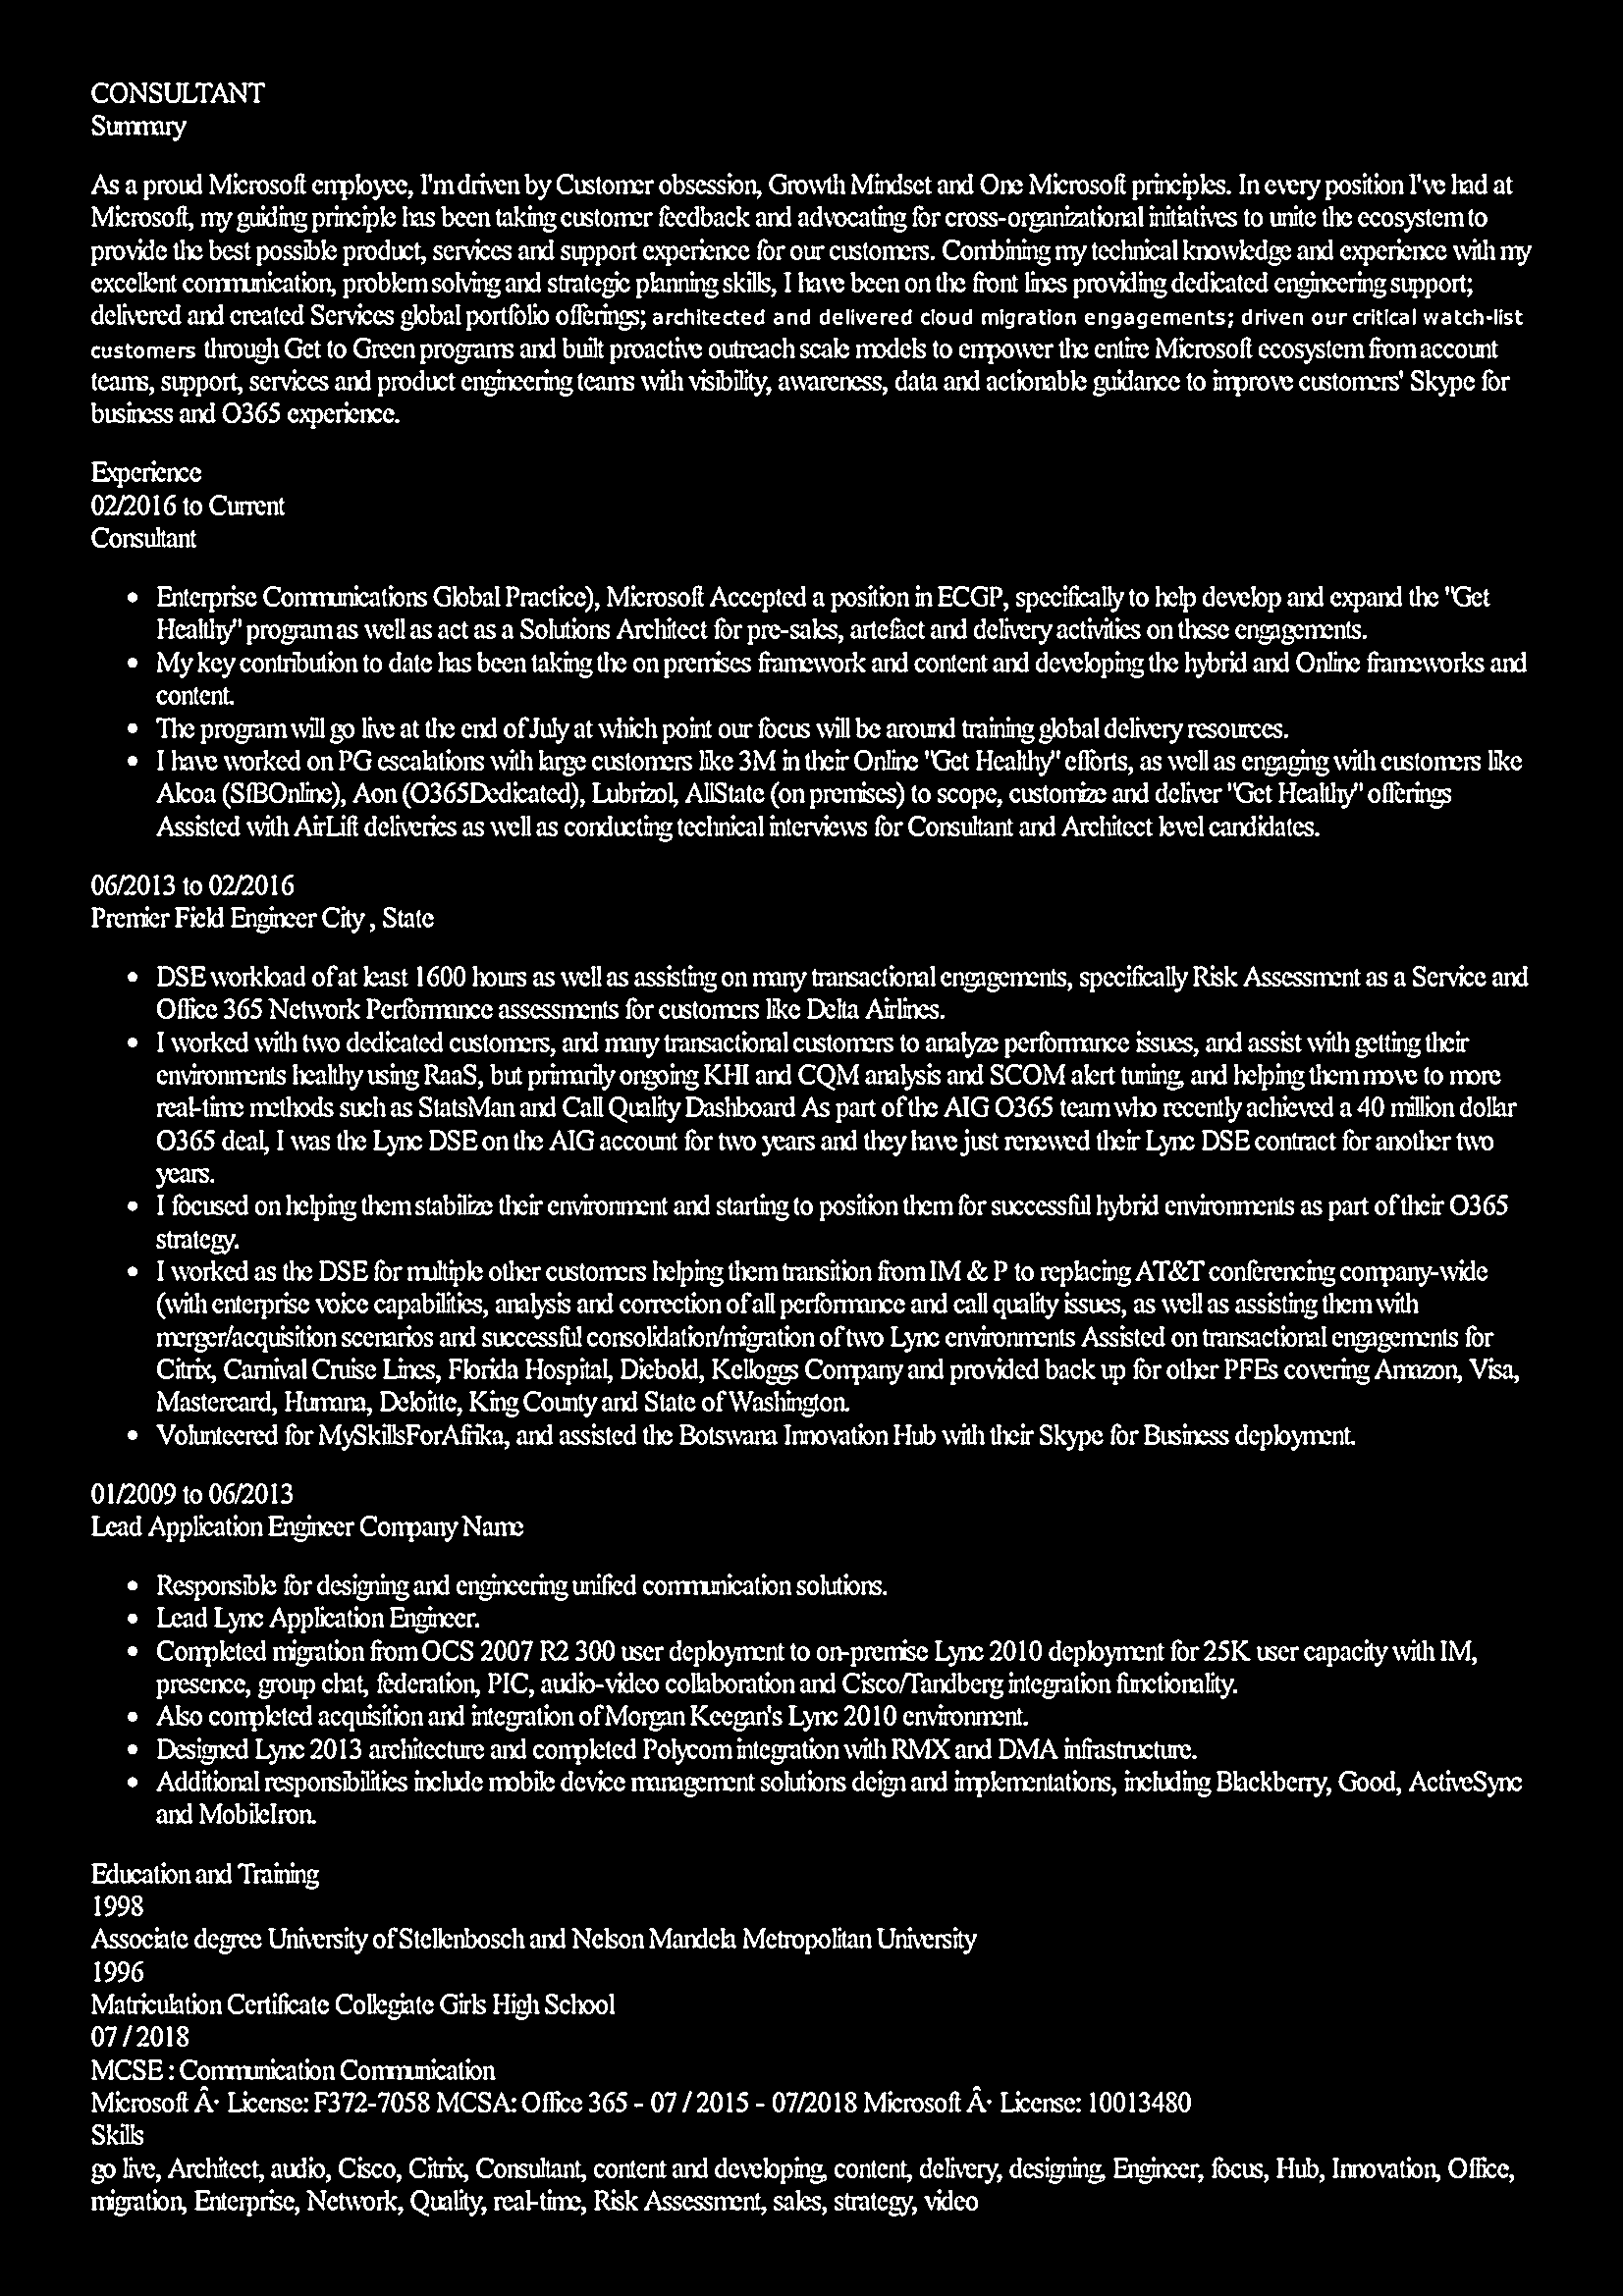 CONSULTANT
Summary
As a proud Microsoft employee, I'm driven by Customer obsession, Growth Mindset and One Microsoft principles. In every position I've had at
Microsoft, my guiding principle has been taking customer feedback and advocating for cross-organizational initiatives to unite the ecosystem to
provide the best possible product, services and support experience for our customers. Combining my technical knowledge and experience with my
excellent communication, problem solving and strategic planning skills, I have been on the front lines providing dedicated engineering support;
delivered and created Services global portfolio offerings; architected and delivered cloud migration engagements; driven our critical watch-list
customers through Get to Green programs and built proactive outreach scale models to empower the entire Microsoft ecosystem from account
teams, support, services and product engineering teams with visibility, awareness, data and actionable guidance to improve customers' Skype for
business and O365 experience.
Experience
02/2016 to Current
Consultant
• Enterprise Communications Global Practice), Microsoft Accepted a position in ECGP, specifically to help develop and expand the "Get
Healthy" program as well as act as a Solutions Architect for pre-sales, artefact and delivery activities on these engagements.
• My key contribution to date has been taking the on premises framework and content and developing the hybrid and Online frameworks and
content.
• The program will go live at the end of July at which point our focus will be around training global delivery resources.
• I have worked on PG escalations with large customers like 3M in their Online "Get Healthy" efforts, as well as engaging with customers like
Alcoa (SfBOnline), Aon (O365Dedicated), Lubrizol, AllState (on premises) to scope, customize and deliver "Get Healthy" offerings
Assisted with AirLift deliveries as well as conducting technical interviews for Consultant and Architect level candidates.
06/2013 to 02/2016
Premier Field Engineer City , State
• DSE workload of at least 1600 hours as well as assisting on many transactional engagements, specifically Risk Assessment as a Service and
Office 365 Network Performance assessments for customers like Delta Airlines.
• I worked with two dedicated customers, and many transactional customers to analyze performance issues, and assist with getting their
environments healthy using RaaS, but primarily ongoing KHI and CQM analysis and SCOM alert tuning, and helping them move to more
real-time methods such as StatsMan and Call Quality Dashboard As part of the AIG O365 team who recently achieved a 40 million dollar
O365 deal, I was the Lync DSE on the AIG account for two years and they have just renewed their Lync DSE contract for another two
years.
• I focused on helping them stabilize their environment and starting to position them for successful hybrid environments as part of their O365
strategy.
• I worked as the DSE for multiple other customers helping them transition from IM & P to replacing AT&T conferencing company-wide
(with enterprise voice capabilities, analysis and correction of all performance and call quality issues, as well as assisting them with
merger/acquisition scenarios and successful consolidation/migration of two Lync environments Assisted on transactional engagements for
Citrix, Carnival Cruise Lines, Florida Hospital, Diebold, Kelloggs Company and provided back up for other PFEs covering Amazon, Visa,
Mastercard, Humana, Deloitte, King County and State of Washington.
• Volunteered for MySkillsForAfrika, and assisted the Botswana Innovation Hub with their Skype for Business deployment.
01/2009 to 06/2013
Lead Application Engineer Company Name
• Responsible for designing and engineering unified communication solutions.
• Lead Lync Application Engineer.
• Completed migration from OCS 2007 R2 300 user deployment to on-premise Lync 2010 deployment for 25K user capacity with IM,
presence, group chat, federation, PIC, audio-video collaboration and Cisco/Tandberg integration functionality.
• Also completed acquisition and integration of Morgan Keegan's Lync 2010 environment.
• Designed Lync 2013 architecture and completed Polycom integration with RMX and DMA infrastructure.
• Additional responsibilities include mobile device management solutions deign and implementations, including Blackberry, Good, ActiveSync
and MobileIron.
Education and Training
1998
Associate degree University of Stellenbosch and Nelson Mandela Metropolitan University
1996
Matriculation Certificate Collegiate Girls High School
07 / 2018
MCSE : Communication Communication
Microsoft Â· License: F372-7058 MCSA: Office 365 - 07 / 2015 - 07/2018 Microsoft Â· License: 10013480
Skills
go live, Architect, audio, Cisco, Citrix, Consultant, content and developing, content, delivery, designing, Engineer, focus, Hub, Innovation, Office,
migration, Enterprise, Network, Quality, real-time, Risk Assessment, sales, strategy, video